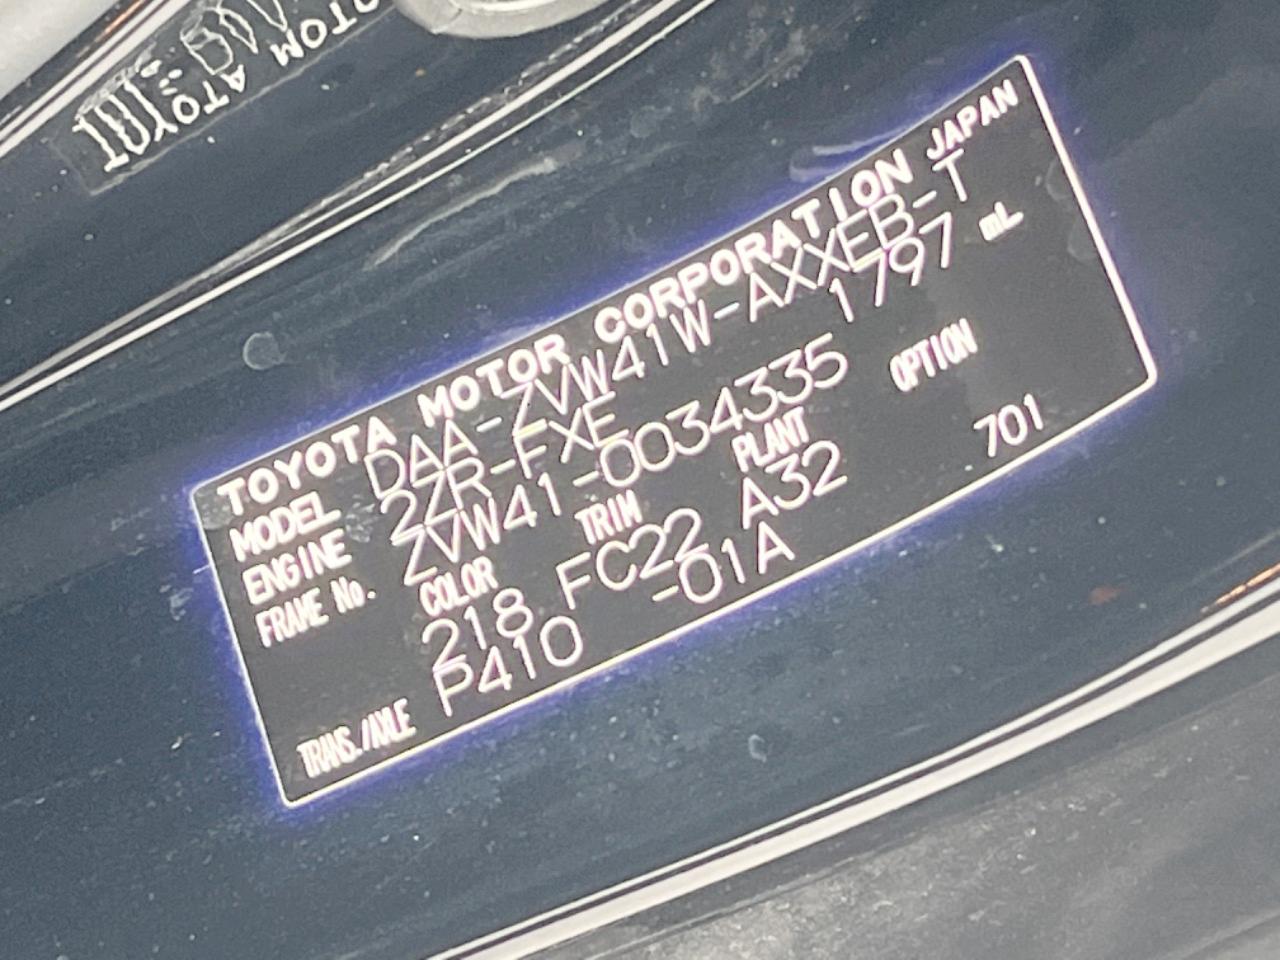 TOYOTA MOTOR CORPORATION JAPAN
MODEL DAA-ZVW41W-AXXEB-T
ENGINE 2ZR-FXE 1797 mL
FRAME No. ZVW41-0034335
COLOR TRIM PLANT OPTION
218 FC22 A32 701
TRANS./AXLE P410 -01A